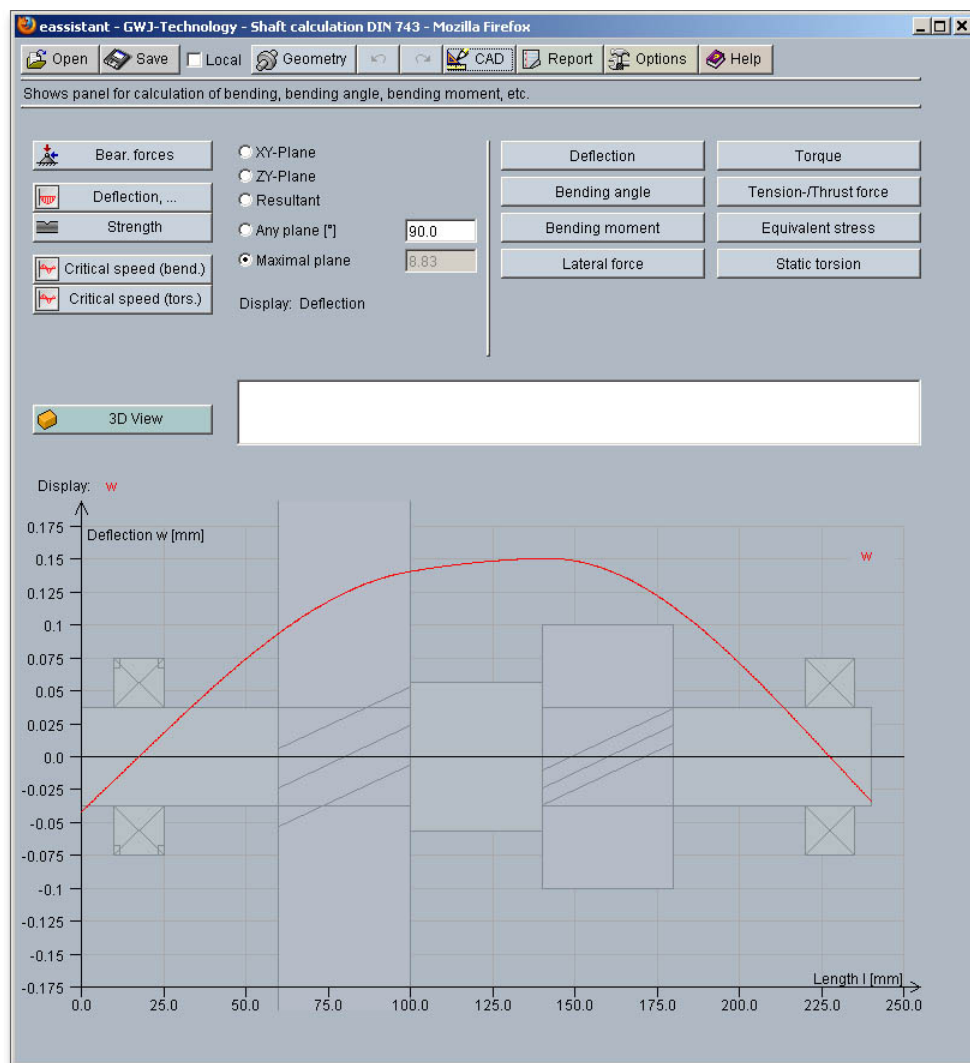 eassistant - GWJ-Technology - Shaft calculation DIN 743 - Mozilla Firefox
Open Save Local Geometry CAD Report Options Help
Shows panel for calculation of bending, bending angle, bending moment, etc.
Bear. forces
Deflection, ...
Strength
Critical speed (bend.)
Critical speed (tors.)
XY-Plane
ZY-Plane
Resultant
Any plane [°] 90.0
Maximal plane 8.83
Display: Deflection
Deflection Torque
Bending angle Tension-/Thrust force
Bending moment Equivalent stress
Lateral force Static torsion
3D View
Display: w
Deflection w [mm]
w
0.175
0.15
0.125
0.1
0.075
0.05
0.025
0.0
-0.025
-0.05
-0.075
-0.1
-0.125
-0.15
-0.175
Length l [mm]
0.0 25.0 50.0 75.0 100.0 125.0 150.0 175.0 200.0 225.0 250.0